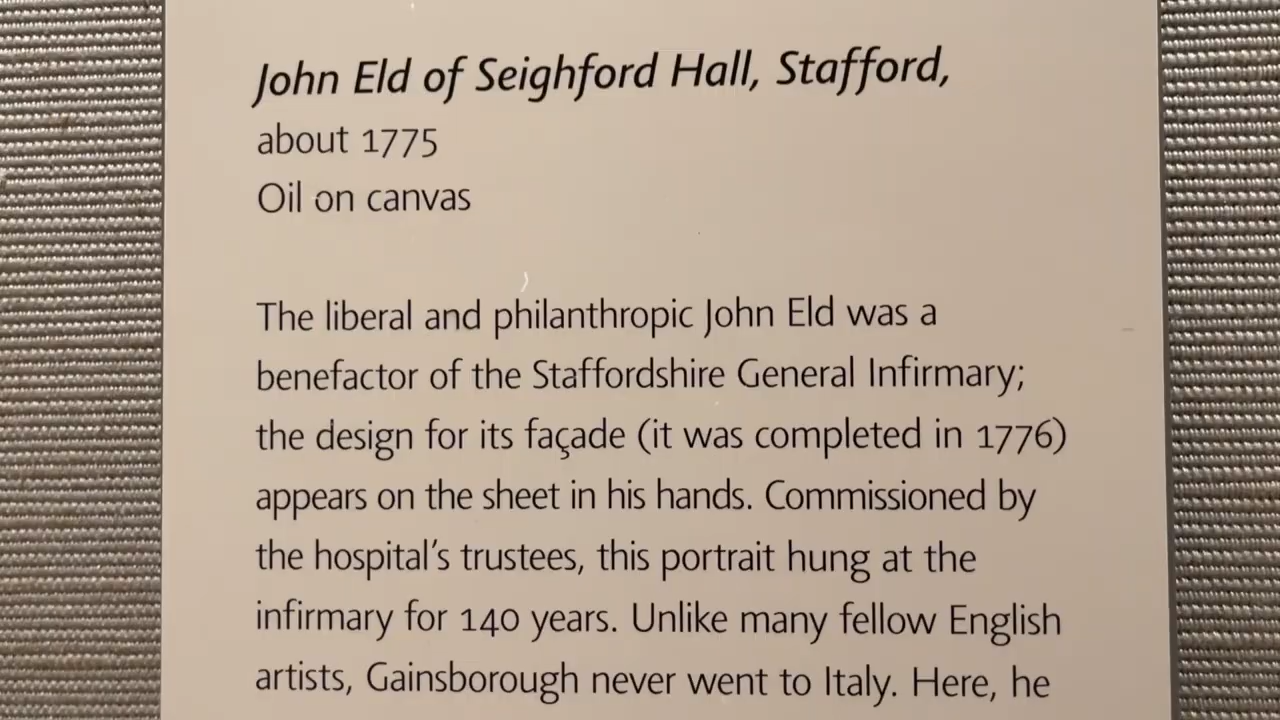 John Eld of Seighford Hall, Stafford,
about 1775
Oil on canvas
The liberal and philanthropic John Eld was a
benefactor of the Staffordshire General Infirmary;
the design for its façade (it was completed in 1776)
appears on the sheet in his hands. Commissioned by
the hospital's trustees, this portrait hung at the
infirmary for 140 years. Unlike many fellow English
artists, Gainsborough never went to Italy. Here, he